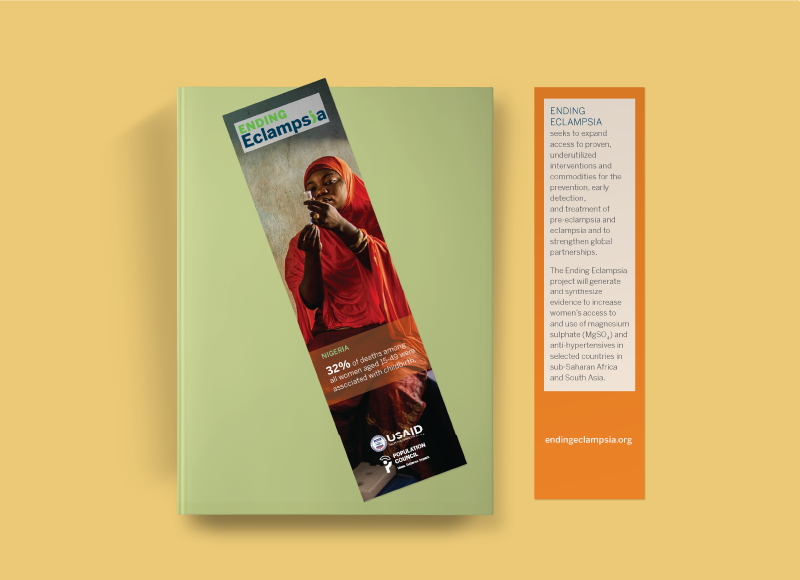 ENDING
Eclampsia
NIGERIA
32% of deaths among
all women aged 15-49 were
associated with childbirth.
USAID
POPULATION
COUNCIL
Ideas. Evidence. Impact.
ENDING
ECLAMPSIA
seeks to expand
access to proven,
underutilized
interventions and
commodities for the
prevention, early
detection,
and treatment of
pre-eclampsia and
eclampsia and to
strengthen global
partnerships.
The Ending Eclampsia
project will generate
and synthesize
evidence to increase
women's access to
and use of magnesium
sulphate (MgSO₄) and
anti-hypertensives in
selected countries in
sub-Saharan Africa
and South Asia.
endingeclampsia.org